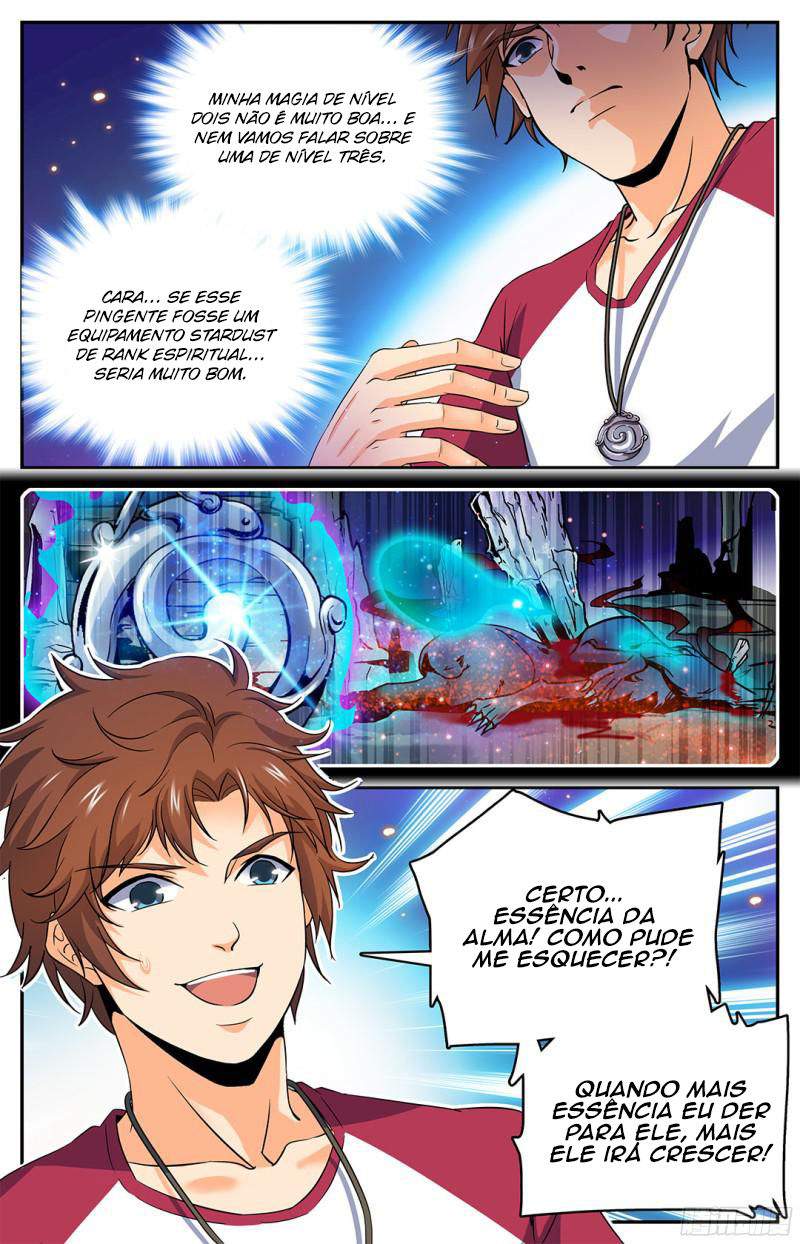 MINHA MAGIA DE NÍVEL
DOIS NÃO É MUITO BOA... E
NEM VAMOS FALAR SOBRE
UMA DE NÍVEL TRÊS.
CARA... SE ESSE
PINGENTE FOSSE UM
EQUIPAMENTO STARDUST
DE RANK ESPIRITUAL...
SERIA MUITO BOM.
CERTO...
ESSÊNCIA DA
ALMA! COMO PUDE
ME ESQUECER?!
QUANDO MAIS
ESSÊNCIA EU DER
PARA ELE, MAIS
ELE IRÁ CRESCER!